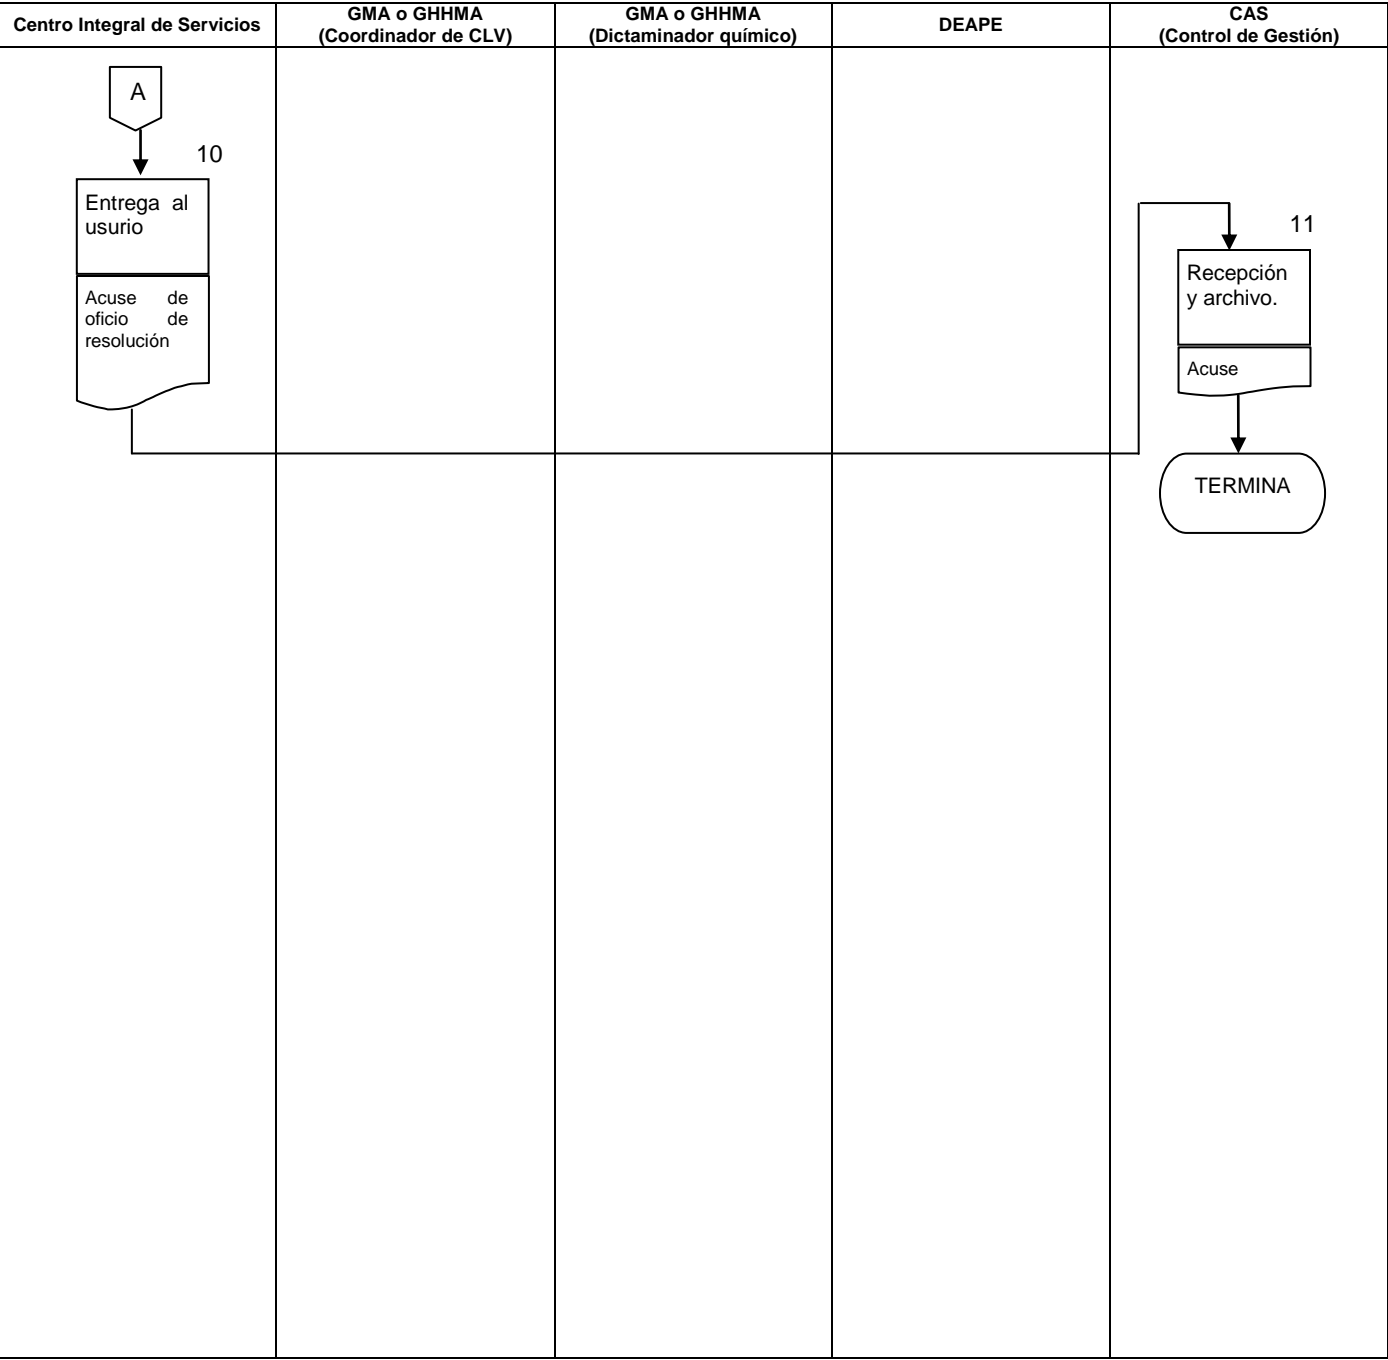 Centro Integral de Servicios
GMA o GHHMA
(Coordinador de CLV)
GMA o GHHMA
(Dictaminador químico)
DEAPE
CAS
(Control de Gestión)
A
10
Entrega al
usurio
Acuse de
oficio de
resolución
11
Recepción
y archivo.
Acuse
TERMINA